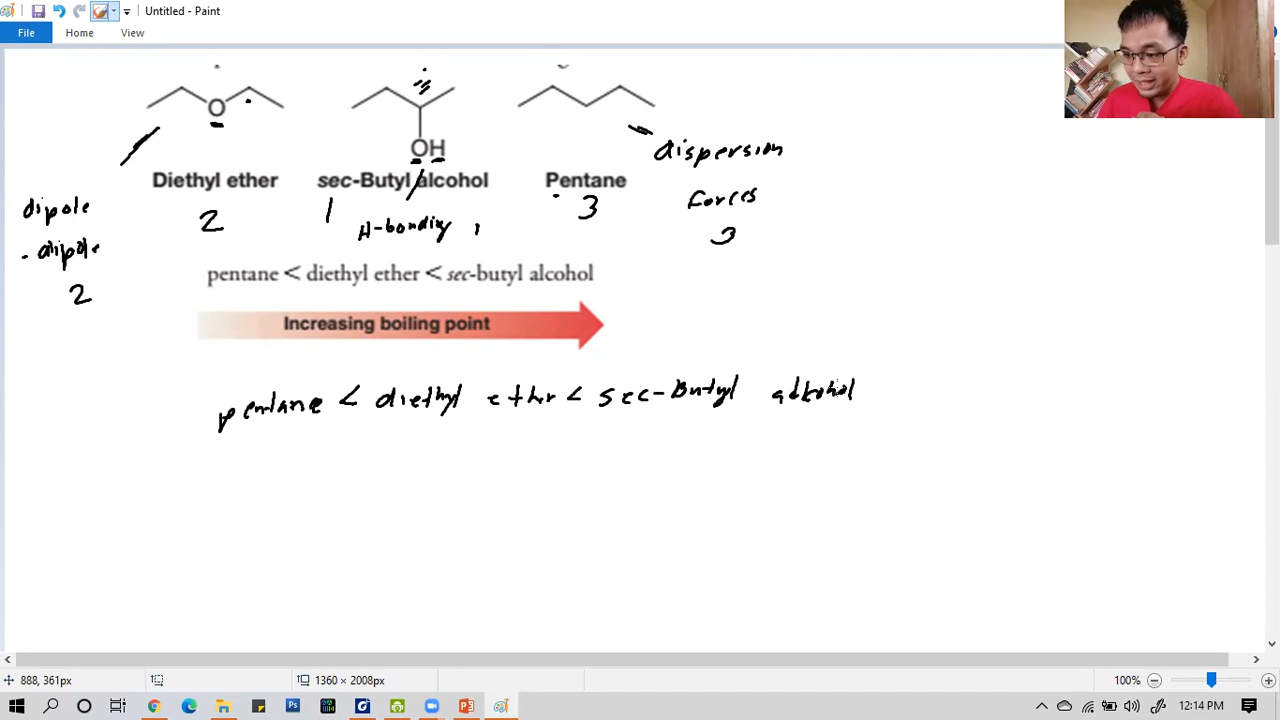 Untitled - Paint
File Home View
O
OH
Diethyl ether sec-Butyl alcohol Pentane
dispersion
forces
3
dipole
- dipole
2
2 1 3
H-bonding
pentane < diethyl ether < sec-butyl alcohol
Increasing boiling point
pentane < diethyl ether < sec-Butyl alcohol
888, 361px 1360 × 2008px 100%
12:14 PM